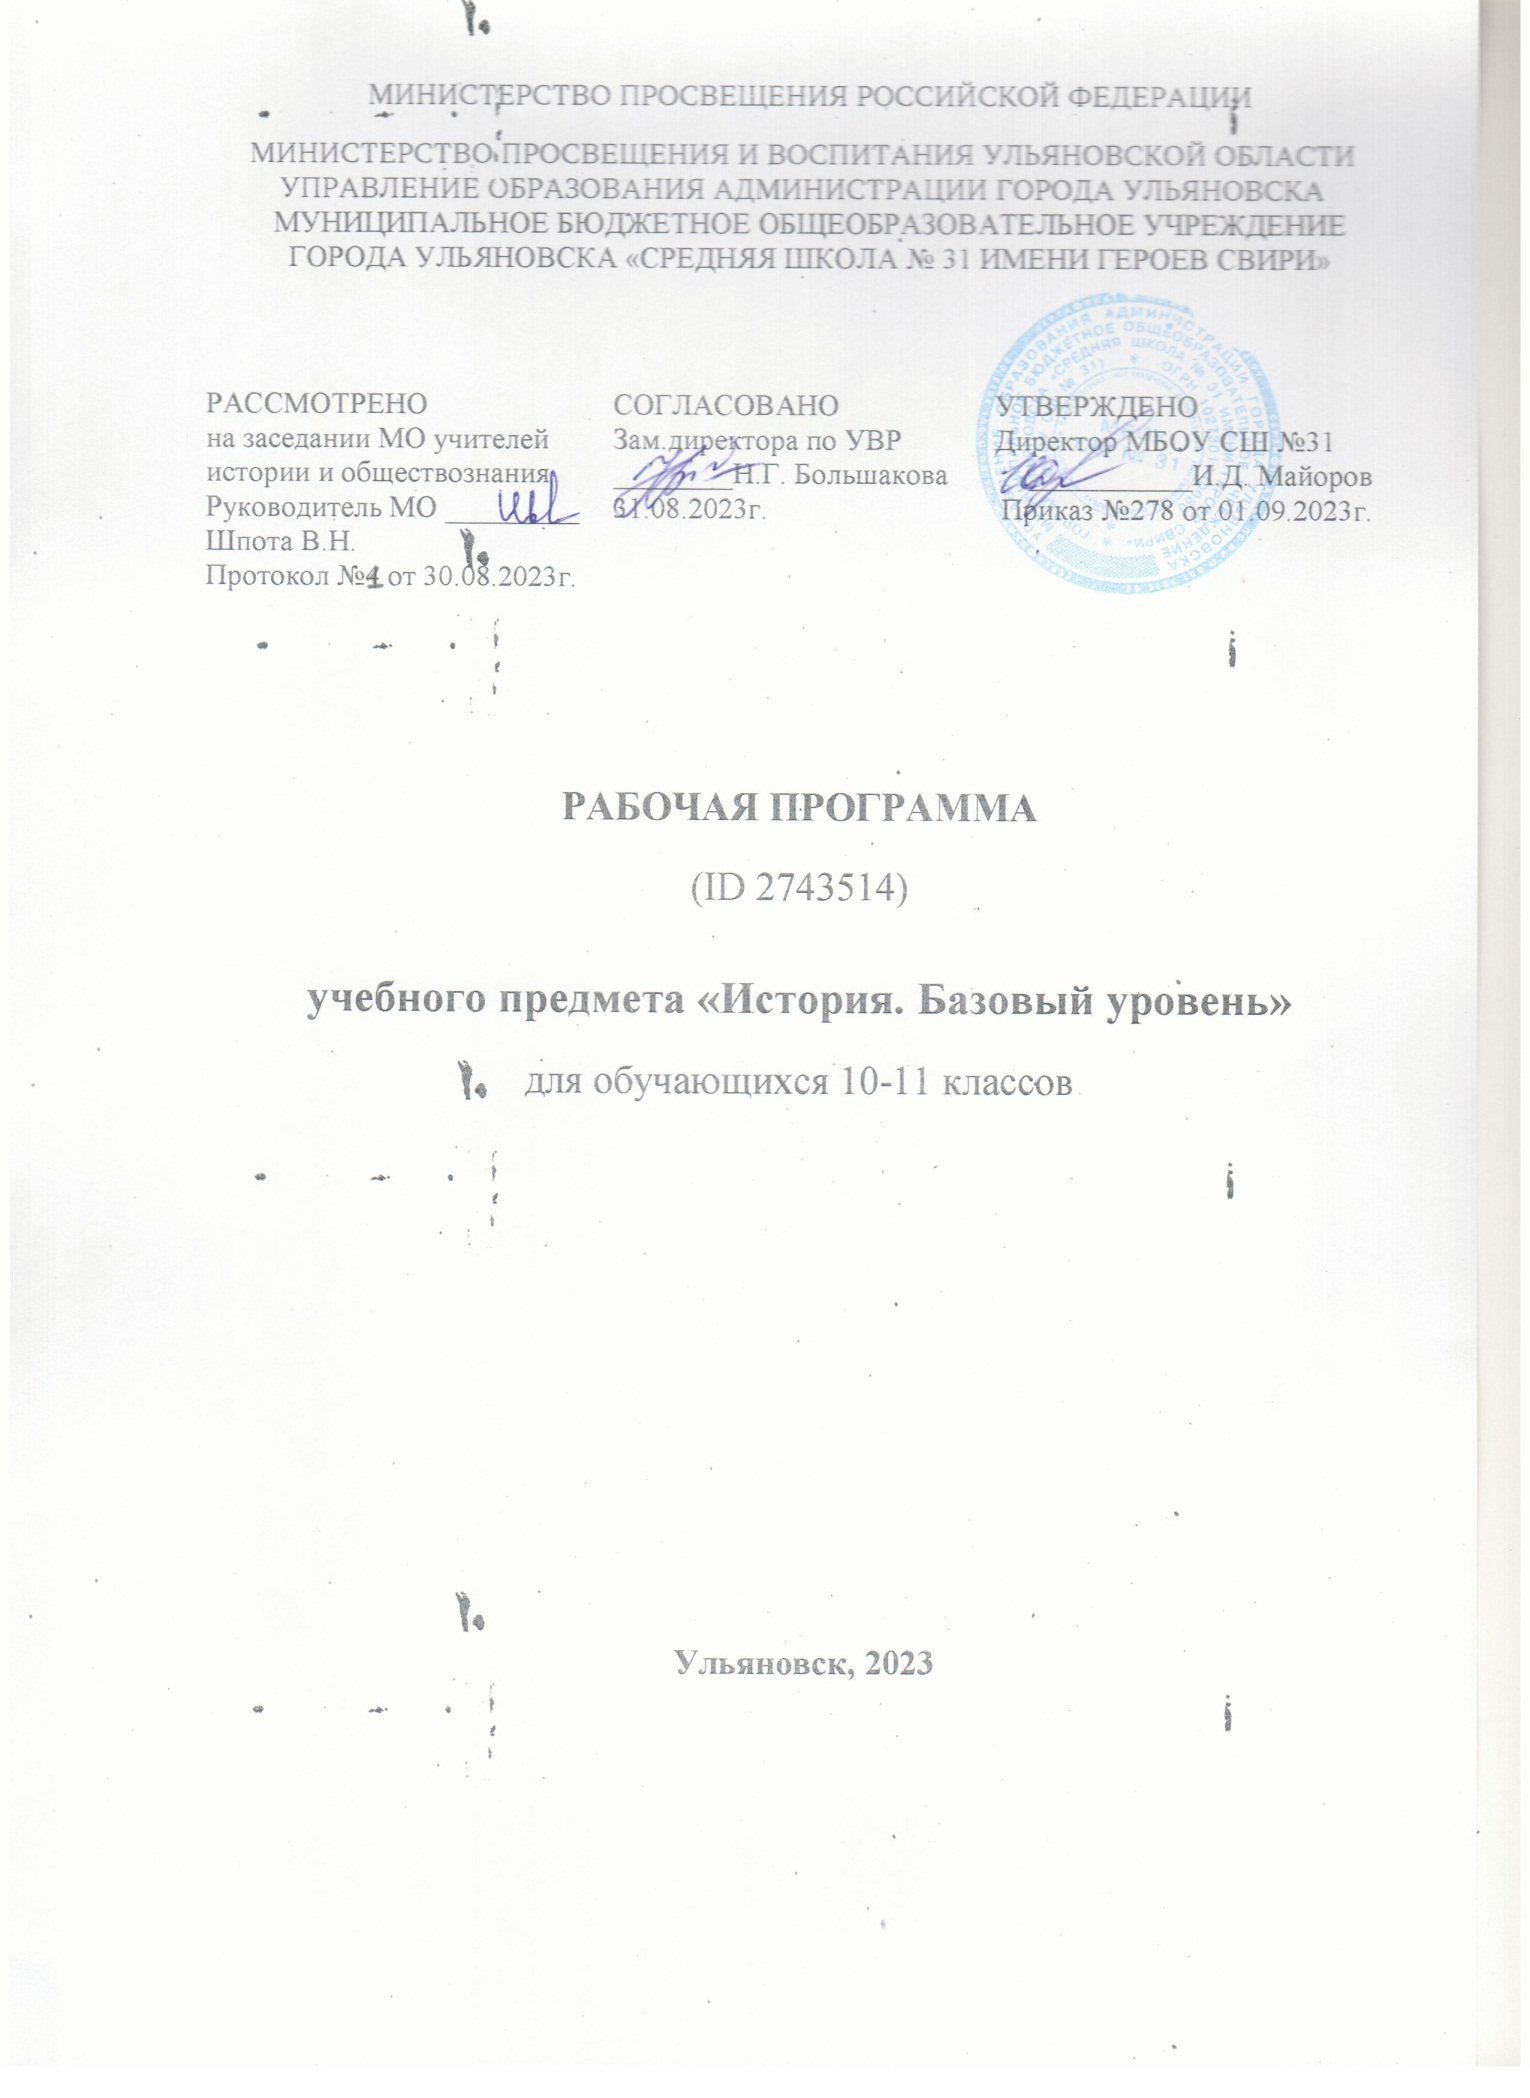 МИНИСТЕРСТВО ПРОСВЕЩЕНИЯ РОССИЙСКОЙ ФЕДЕРАЦИИ
МИНИСТЕРСТВО ПРОСВЕЩЕНИЯ И ВОСПИТАНИЯ УЛЬЯНОВСКОЙ ОБЛАСТИ
УПРАВЛЕНИЕ ОБРАЗОВАНИЯ АДМИНИСТРАЦИИ ГОРОДА УЛЬЯНОВСКА
МУНИЦИПАЛЬНОЕ БЮДЖЕТНОЕ ОБЩЕОБРАЗОВАТЕЛЬНОЕ УЧРЕЖДЕНИЕ
ГОРОДА УЛЬЯНОВСКА «СРЕДНЯЯ ШКОЛА № 31 ИМЕНИ ГЕРОЕВ СВИРИ»
РАССМОТРЕНО
на заседании МО учителей
истории и обществознания
Руководитель МО __________
Шпота В.Н.
Протокол №1 от 30.08.2023г.
СОГЛАСОВАНО
Зам.директора по УВР
_________Н.Г. Большакова
31.08.2023г.
УТВЕРЖДЕНО
Директор МБОУ СШ №31
______________И.Д. Майоров
Приказ №278 от 01.09.2023г.
РАБОЧАЯ ПРОГРАММА
(ID 2743514)
учебного предмета «История. Базовый уровень»
для обучающихся 10-11 классов
Ульяновск, 2023